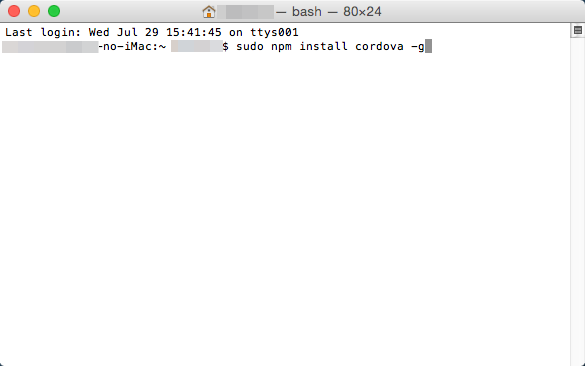 — bash — 80×24
Last login: Wed Jul 29 15:41:45 on ttys001
-no-iMac:~ $ sudo npm install cordova -g